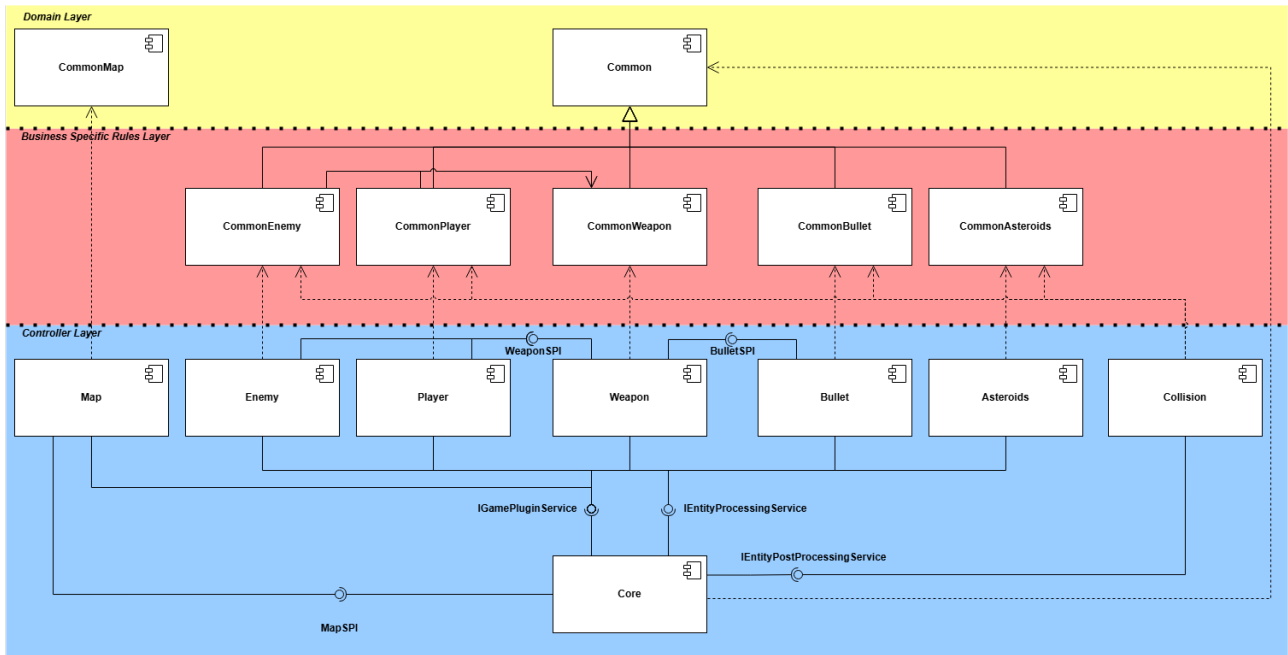 Domain Layer
CommonMap
Common
Business Specific Rules Layer
CommonEnemy
CommonPlayer
CommonWeapon
CommonBullet
CommonAsteroids
Controller Layer
WeaponSPI
BulletSPI
Map
Enemy
Player
Weapon
Bullet
Asteroids
Collision
IGamePluginService
IEntityProcessingService
IEntityPostProcessingService
Core
MapSPI